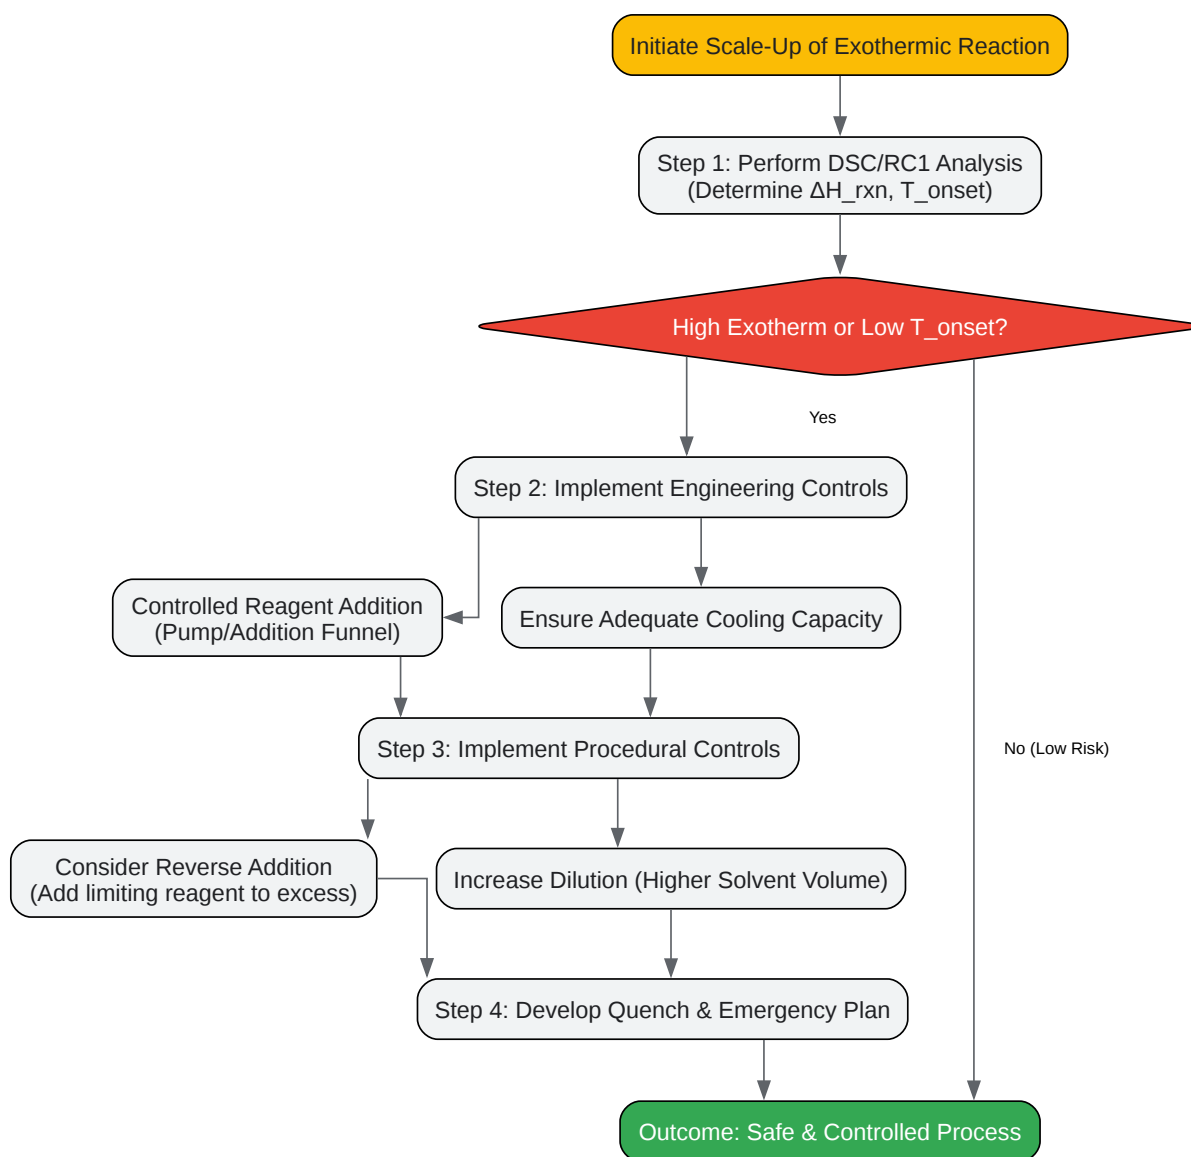 Initiate Scale-Up of Exothermic Reaction
Step 1: Perform DSC/RC1 Analysis
(Determine ΔH_rxn, T_onset)
High Exotherm or Low T_onset?
Yes
Step 2: Implement Engineering Controls
Controlled Reagent Addition
(Pump/Addition Funnel)
Ensure Adequate Cooling Capacity
Step 3: Implement Procedural Controls
No (Low Risk)
Consider Reverse Addition
(Add limiting reagent to excess)
Increase Dilution (Higher Solvent Volume)
Step 4: Develop Quench & Emergency Plan
Outcome: Safe & Controlled Process